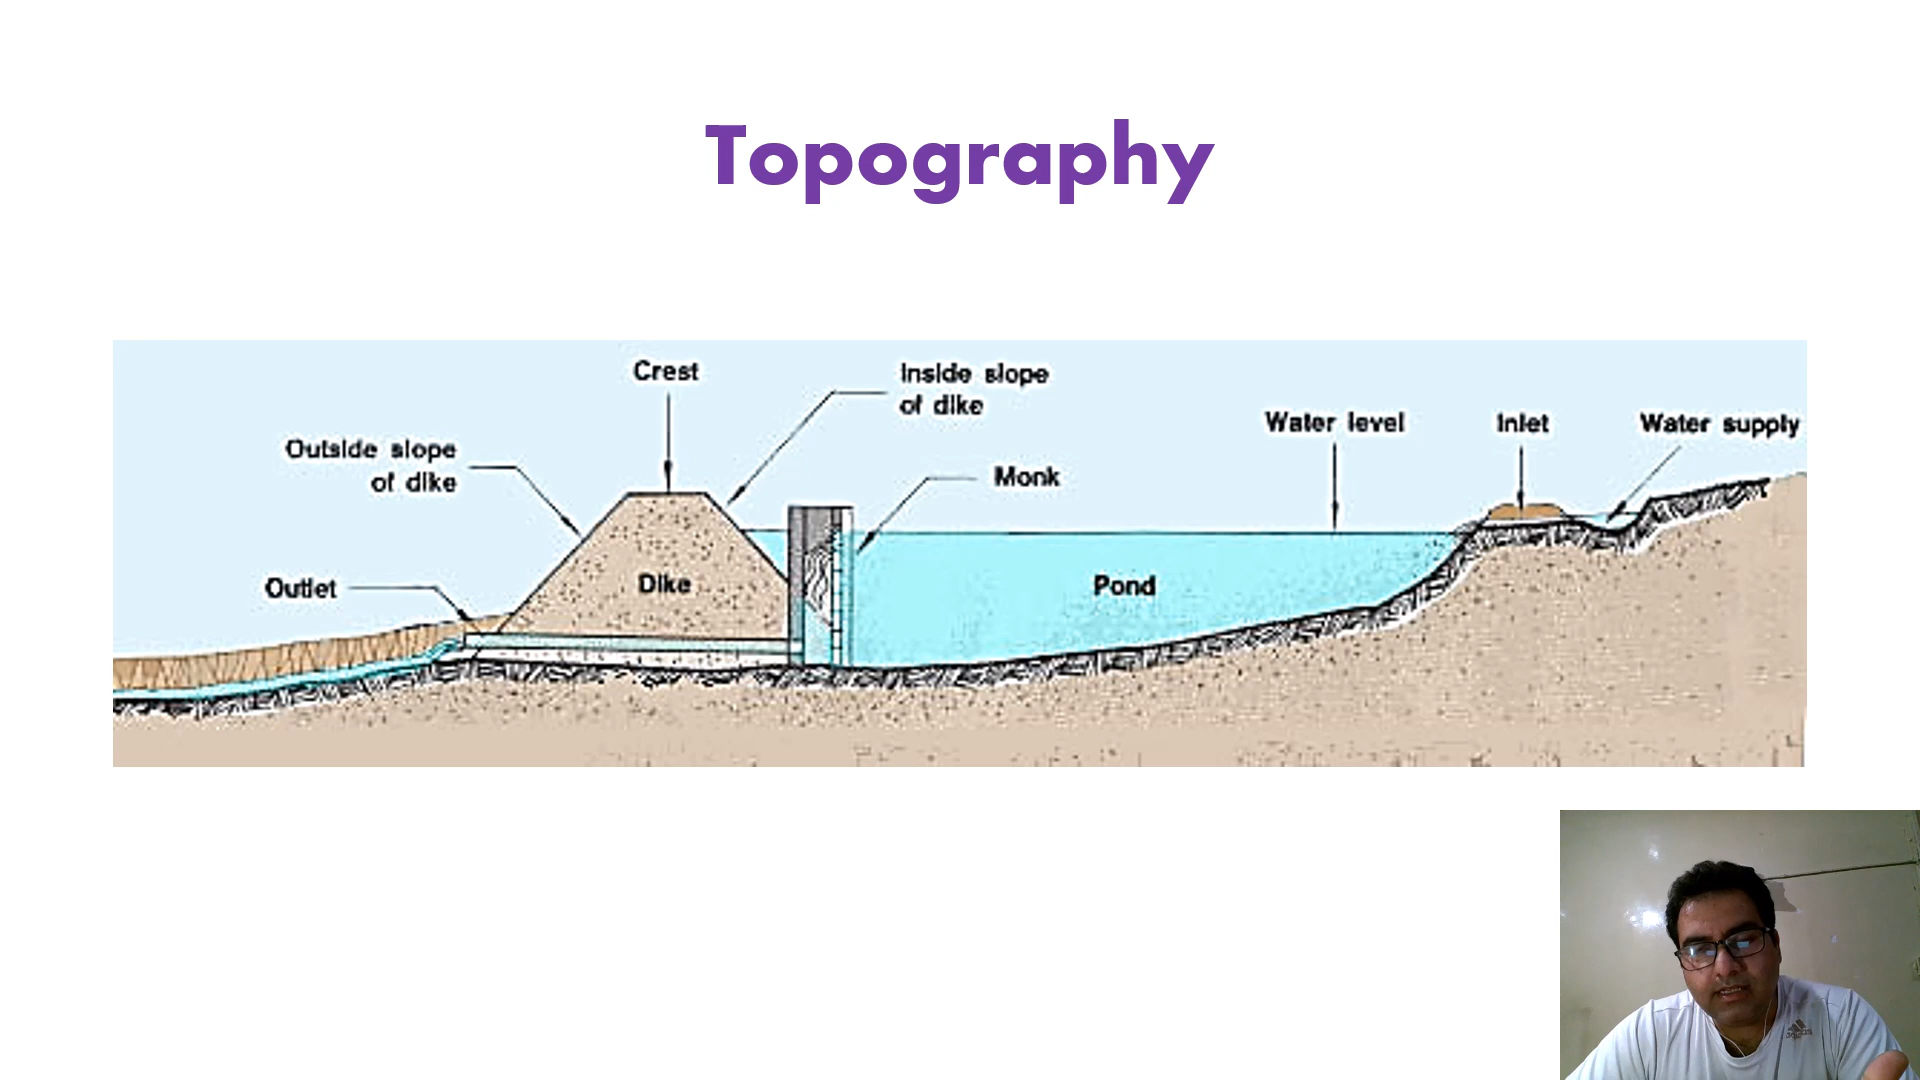 Topography
Crest
Inside slope
of dike
Outside slope
of dike
Water level
Inlet
Water supply
Monk
Outlet
Dike
Pond
adidas